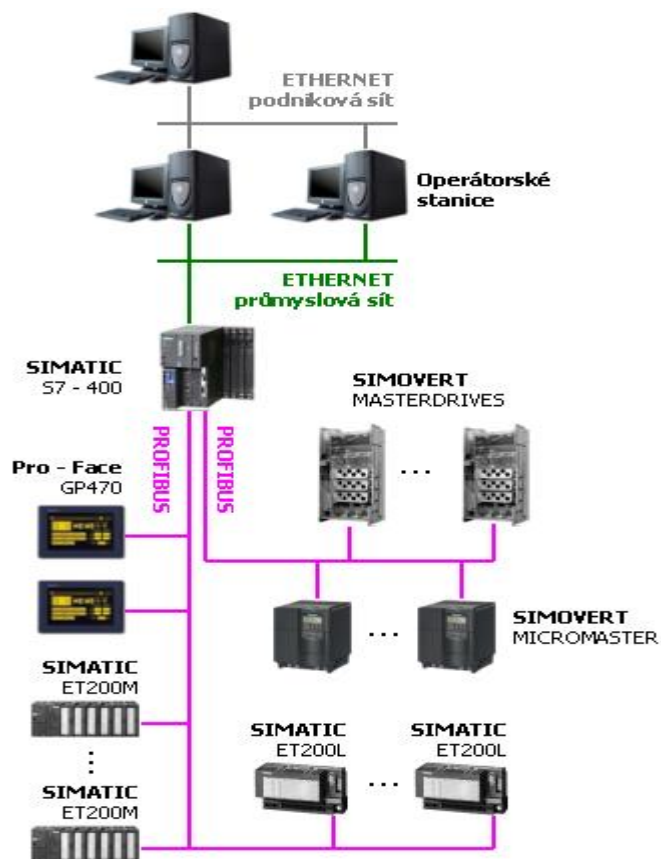 ETHERNET
podniková síť
Operátorské
stanice
ETHERNET
průmyslová síť
SIMATIC
S7 - 400
SIMOVERT
MASTERDRIVES
PROFIBUS
PROFIBUS
Pro - Face
GP470
SIMOVERT
MICROMASTER
SIMATIC
ET200M
SIMATIC
ET200L
SIMATIC
ET200L
SIMATIC
ET200M